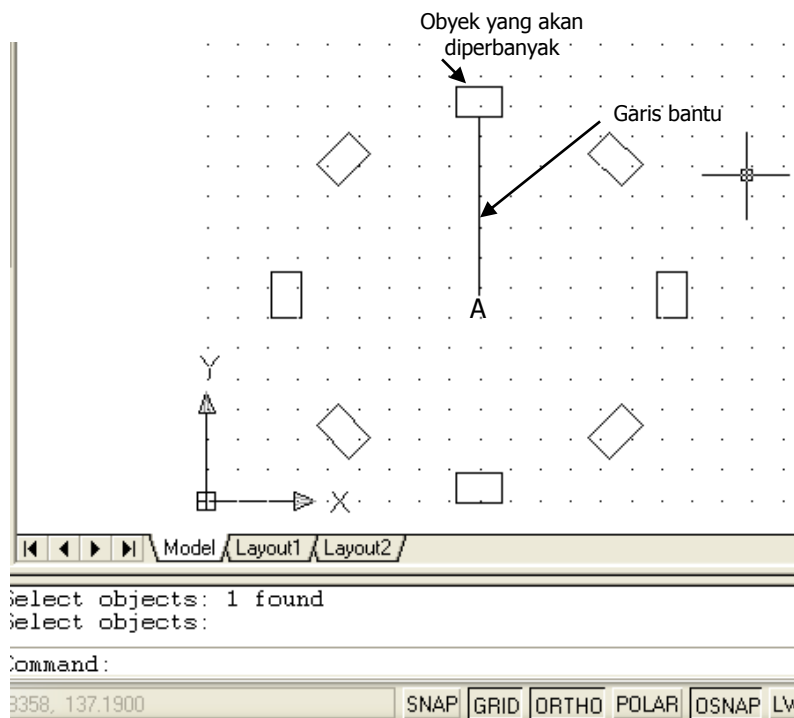 Obyek yang akan
diperbanyak
Garis bantu
A
Y
X
Model Layout1 Layout2
Select objects: 1 found
Select objects:
Command:
3358, 137.1900 SNAP GRID ORTHO POLAR OSNAP LW